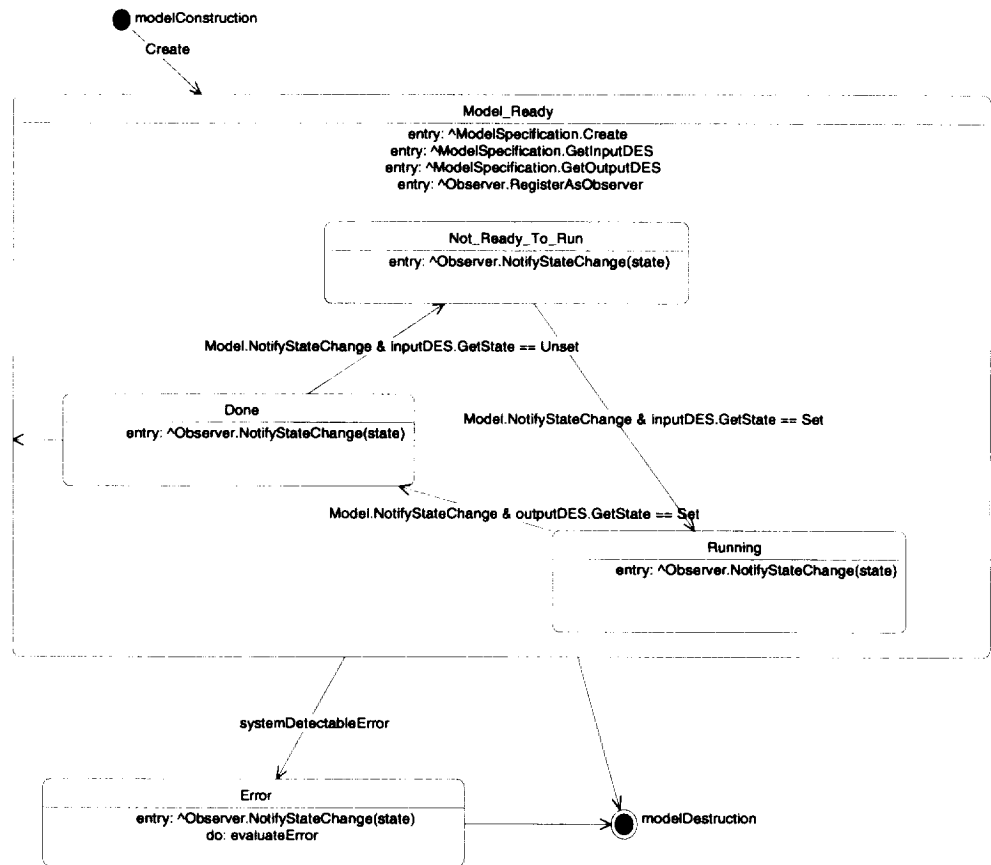 modelConstruction
Create
Model_Ready
entry: ^ModelSpecification.Create
entry: ^ModelSpecification.GetInputDES
entry: ^ModelSpecification.GetOutputDES
entry: ^Observer.RegisterAsObserver
Not_Ready_To_Run
entry: ^Observer.NotifyStateChange(state)
Model.NotifyStateChange & inputDES.GetState == Unset
Done
entry: ^Observer.NotifyStateChange(state)
Model.NotifyStateChange & inputDES.GetState == Set
Model.NotifyStateChange & outputDES.GetState == Set
Running
entry: ^Observer.NotifyStateChange(state)
systemDetectableError
Error
entry: ^Observer.NotifyStateChange(state)
do: evaluateError
modelDestruction